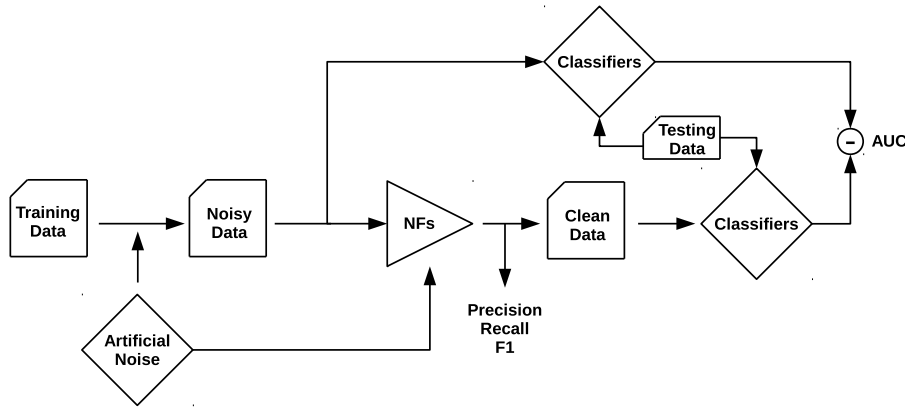 Classifiers
Testing
Data
−
AUC
Training
Data
Noisy
Data
NFs
Clean
Data
Classifiers
Artificial
Noise
Precision
Recall
F1